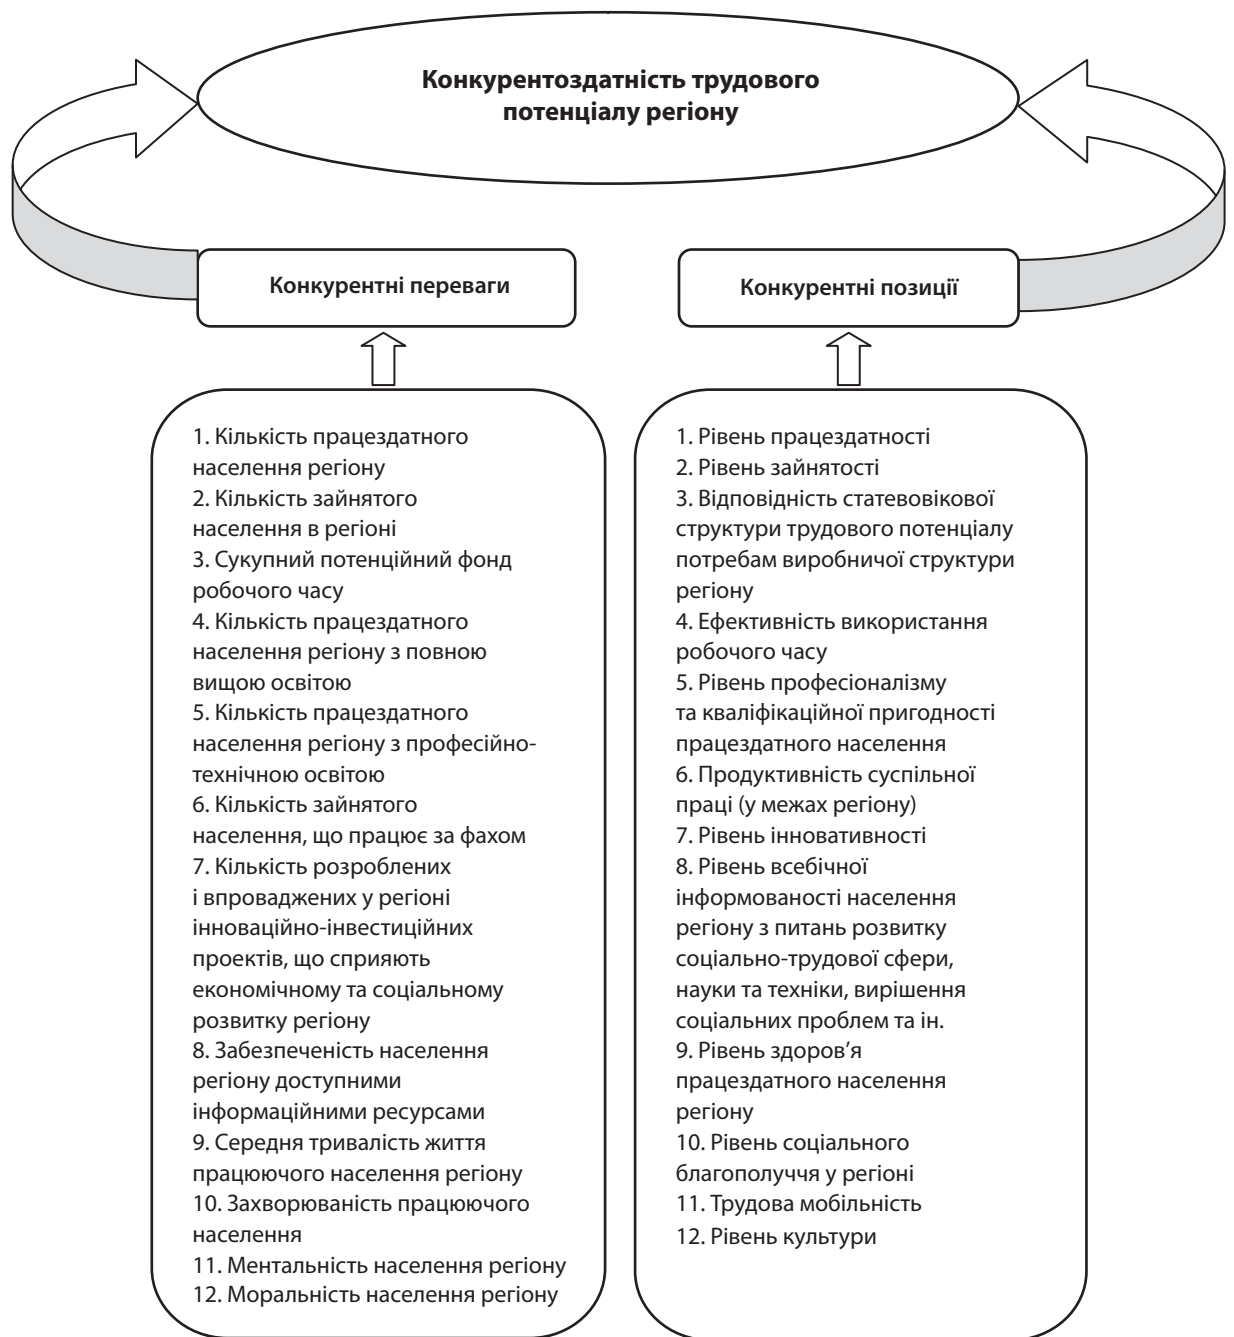 Конкурентоздатність трудового
потенціалу регіону
Конкурентні переваги
Конкурентні позиції
1. Кількість працездатного
населення регіону
2. Кількість зайнятого
населення в регіоні
3. Сукупний потенційний фонд
робочого часу
4. Кількість працездатного
населення регіону з повною
вищою освітою
5. Кількість працездатного
населення регіону з професійно-
технічною освітою
6. Кількість зайнятого
населення, що працює за фахом
7. Кількість розроблених
і впроваджених у регіоні
інноваційно-інвестиційних
проектів, що сприяють
економічному та соціальному
розвитку регіону
8. Забезпеченість населення
регіону доступними
інформаційними ресурсами
9. Середня тривалість життя
працюючого населення регіону
10. Захворюваність працюючого
населення
11. Ментальність населення регіону
12. Моральність населення регіону
1. Рівень працездатності
2. Рівень зайнятості
3. Відповідність статевовікової
структури трудового потенціалу
потребам виробничої структури
регіону
4. Ефективність використання
робочого часу
5. Рівень професіоналізму
та кваліфікаційної пригодності
працездатного населення
6. Продуктивність суспільної
праці (у межах регіону)
7. Рівень інновативності
8. Рівень всебічної
інформованості населення
регіону з питань розвитку
соціально-трудової сфери,
науки та техніки, вирішення
соціальних проблем та ін.
9. Рівень здоров’я
працездатного населення
регіону
10. Рівень соціального
благополуччя у регіоні
11. Трудова мобільність
12. Рівень культури